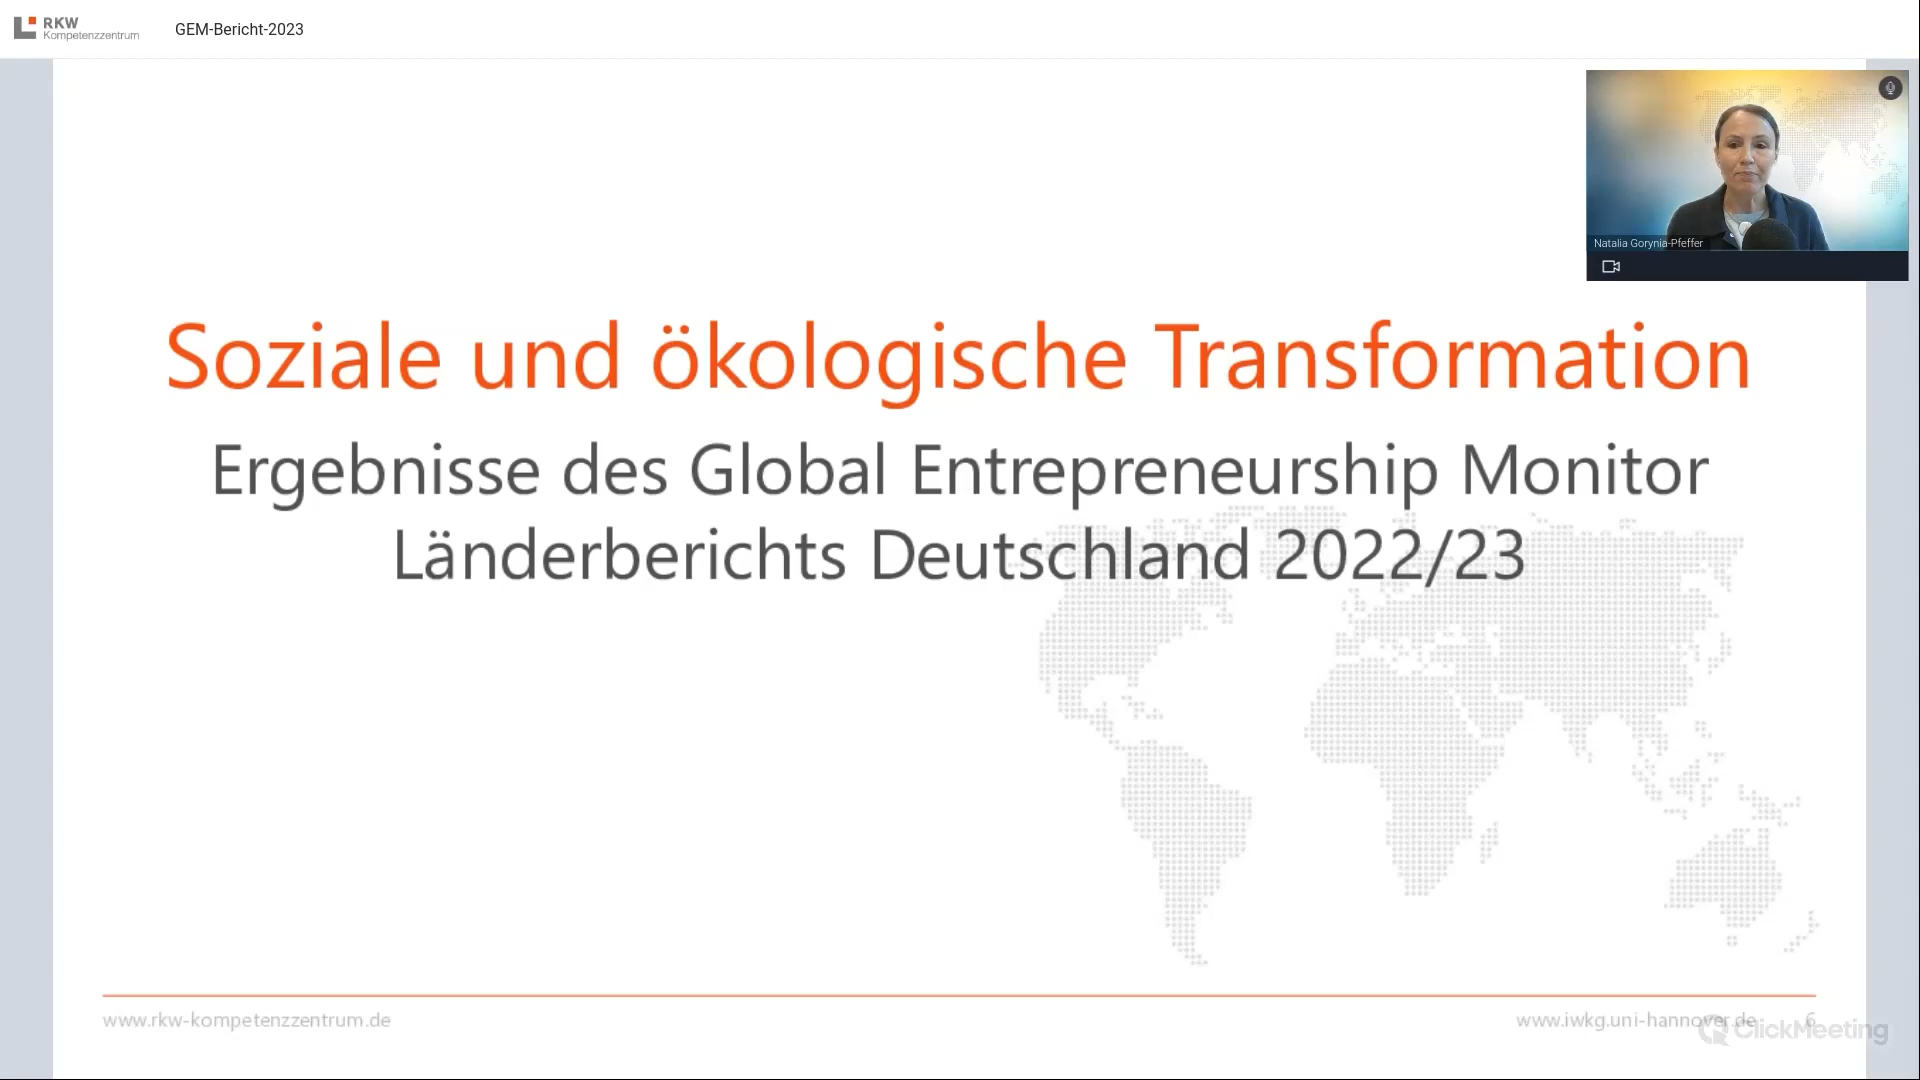 RKW
Kompetenzzentrum
GEM-Bericht-2023
Natalia Gorynia-Pfeffer
Soziale und ökologische Transformation
Ergebnisse des Global Entrepreneurship Monitor
Länderberichts Deutschland 2022/23
www.rkw-kompetenzzentrum.de
www.iwkg.uni-hannover.de
6
ClickMeeting